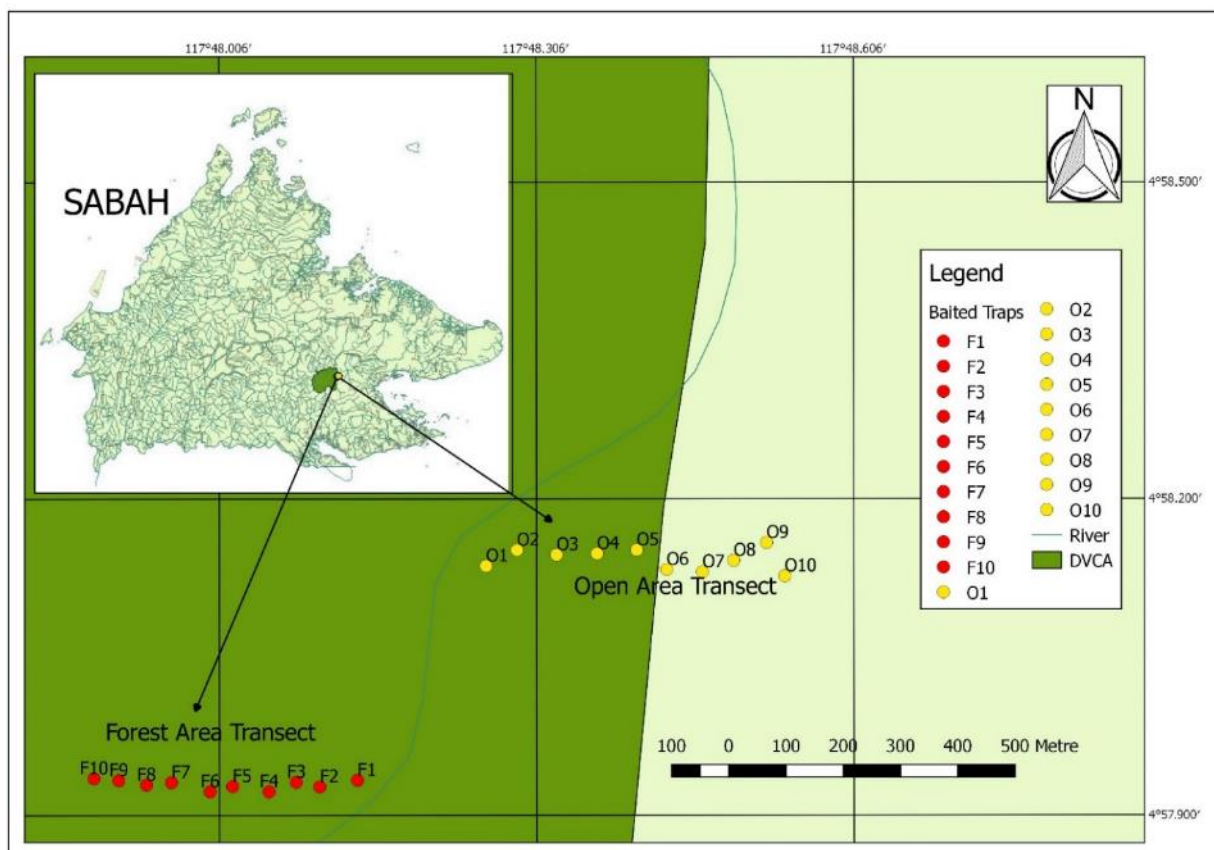 117°48.006′
117°48.306′
117°48.606′
SABAH
N
4°58.500′
Legend
Baited Traps
F1
F2
F3
F4
F5
F6
F7
F8
F9
F10
O1
O2
O3
O4
O5
O6
O7
O8
O9
O10
River
DVCA
4°58.200′
O1
O2
O3
O4
O5
O6
O7
O8
O9
O10
Open Area Transect
Forest Area Transect
F10
F9
F8
F7
F6
F5
F4
F3
F2
F1
100 0 100 200 300 400 500 Metre
4°57.900′